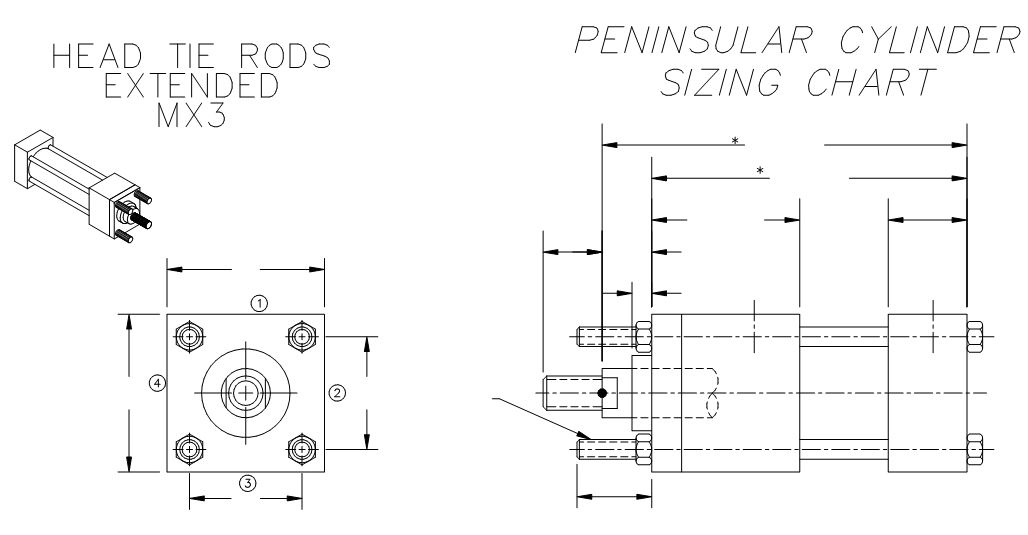 HEAD TIE RODS
EXTENDED
MX3
PENINSULAR CYLINDER
SIZING CHART
*
*
1
4
2
3